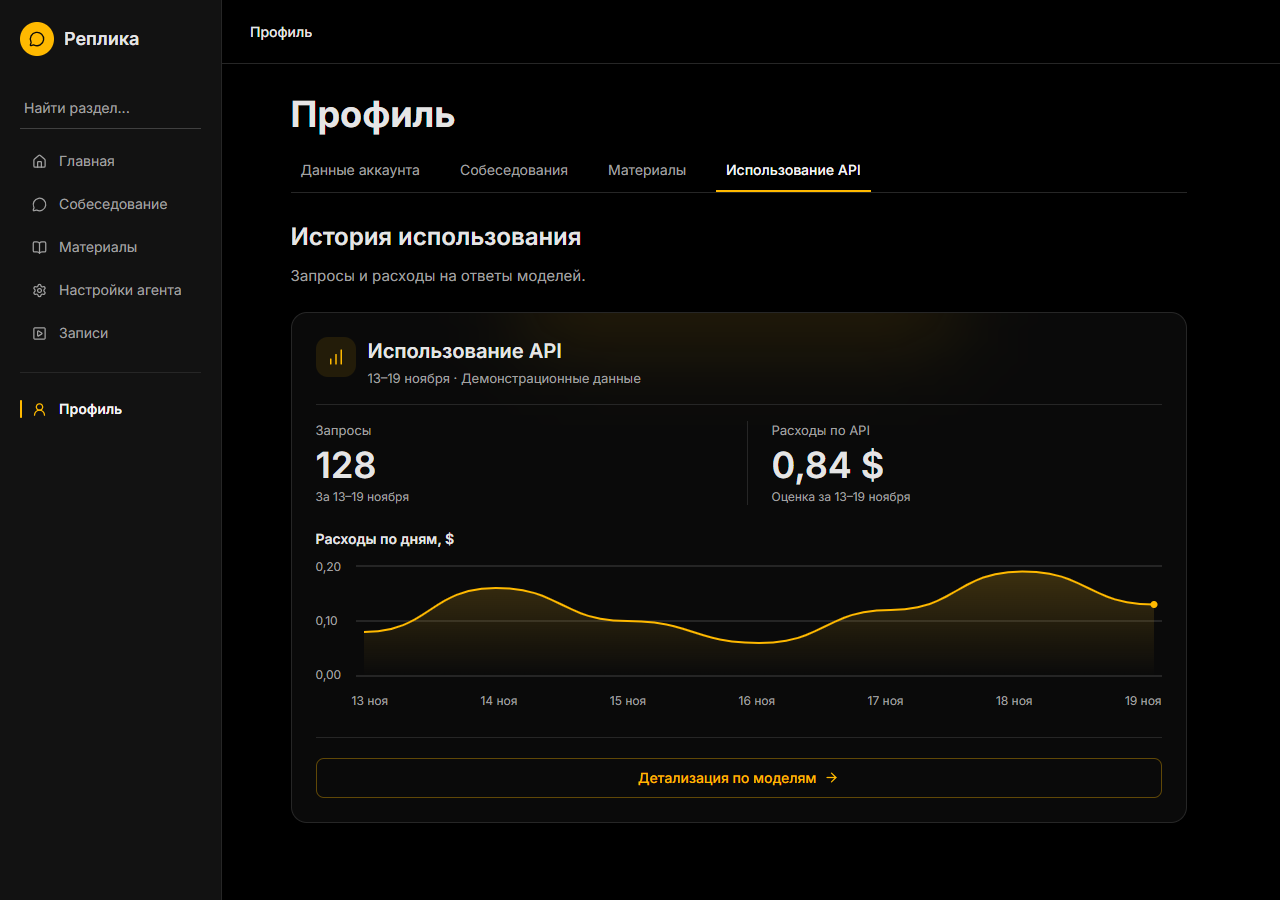 Реплика
Профиль
Найти раздел...
Главная
Собеседование
Материалы
Настройки агента
Записи
Профиль
Профиль
Данные аккаунта
Собеседования
Материалы
Использование API
История использования
Запросы и расходы на ответы моделей.
Использование API
13–19 ноября · Демонстрационные данные
Запросы
128
За 13–19 ноября
Расходы по API
0,84 $
Оценка за 13–19 ноября
Расходы по дням, $
0,20
0,10
0,00
13 ноя
14 ноя
15 ноя
16 ноя
17 ноя
18 ноя
19 ноя
Детализация по моделям →